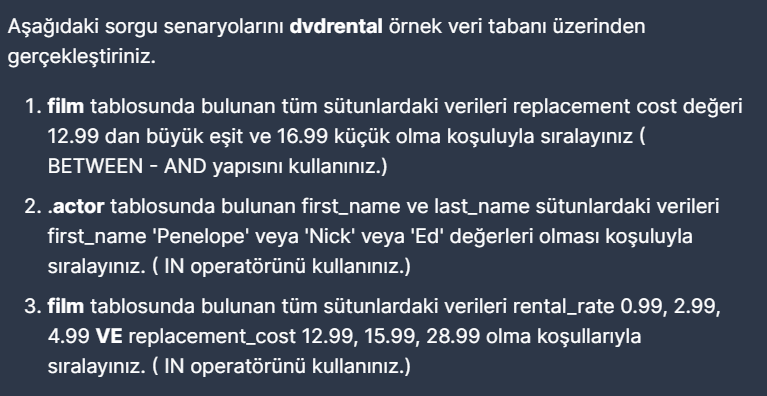 Aşağıdaki sorgu senaryolarını dvdrental örnek veri tabanı üzerinden
gerçekleştiriniz.
1. film tablosunda bulunan tüm sütunlardaki verileri replacement cost değeri
12.99 dan büyük eşit ve 16.99 küçük olma koşuluyla sıralayınız (
BETWEEN - AND yapısını kullanınız.)
2. .actor tablosunda bulunan first_name ve last_name sütunlardaki verileri
first_name 'Penelope' veya 'Nick' veya 'Ed' değerleri olması koşuluyla
sıralayınız. ( IN operatörünü kullanınız.)
3. film tablosunda bulunan tüm sütunlardaki verileri rental_rate 0.99, 2.99,
4.99 VE replacement_cost 12.99, 15.99, 28.99 olma koşullarıyla
sıralayınız. ( IN operatörünü kullanınız.)